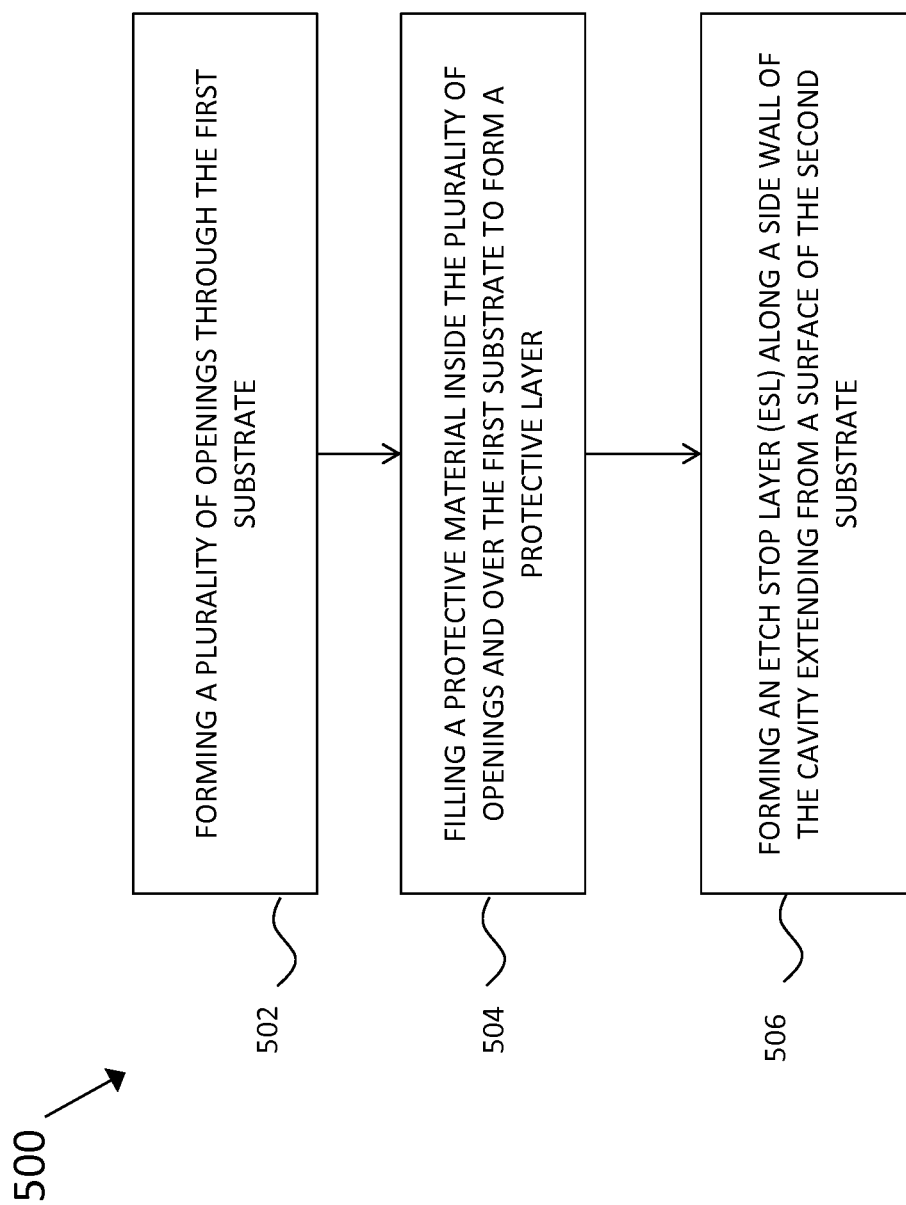 500
502
FORMING A PLURALITY OF OPENINGS THROUGH THE FIRST
SUBSTRATE
504
FILLING A PROTECTIVE MATERIAL INSIDE THE PLURALITY OF
OPENINGS AND OVER THE FIRST SUBSTRATE TO FORM A
PROTECTIVE LAYER
506
FORMING AN ETCH STOP LAYER (ESL) ALONG A SIDE WALL OF
THE CAVITY EXTENDING FROM A SURFACE OF THE SECOND
SUBSTRATE